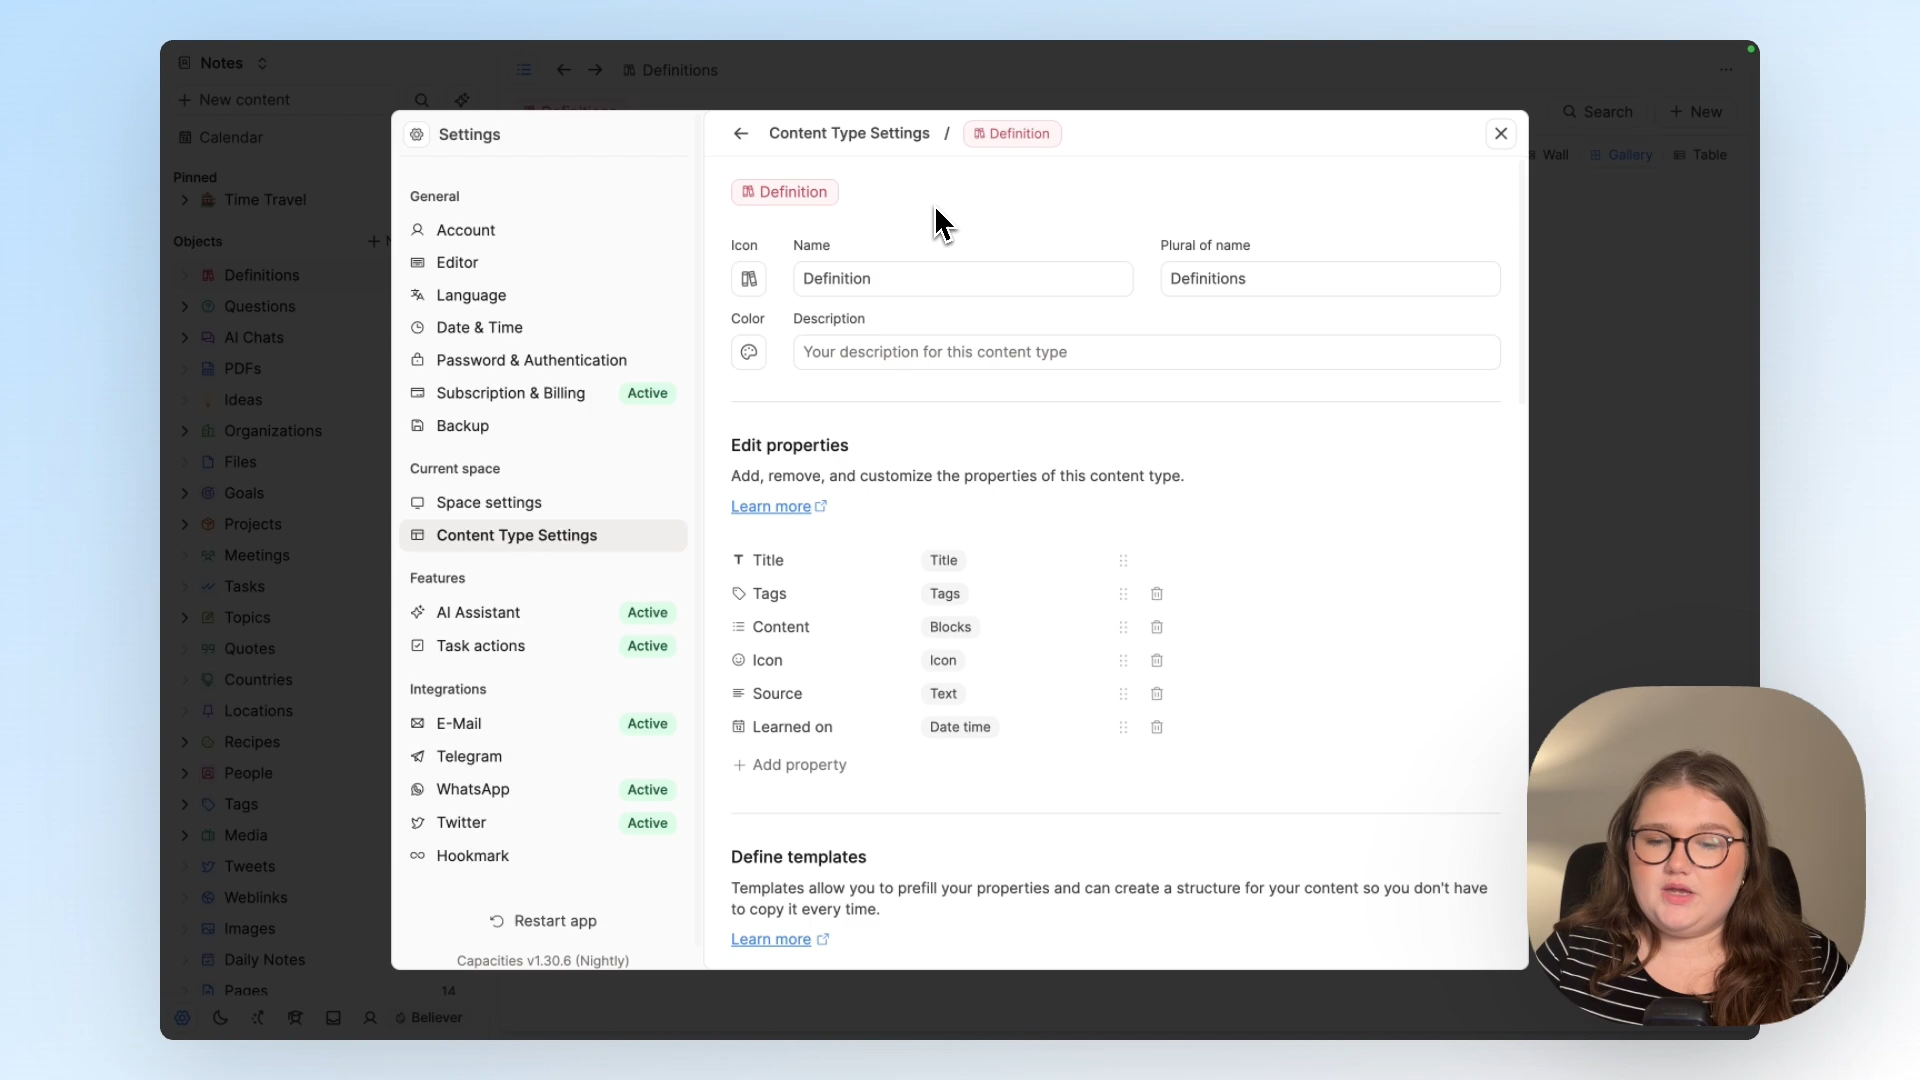 Notes
New content
Calendar
Pinned
Time Travel
Objects
Definitions
Questions
AI Chats
PDFs
Ideas
Organizations
Files
Goals
Projects
Meetings
Tasks
Topics
Quotes
Countries
Locations
Recipes
People
Tags
Media
Tweets
Weblinks
Images
Daily Notes
Pages 14
Believer
Definitions
Definitions
Search
New
Wall
Gallery
Table
Settings
General
Account
Editor
Language
Date & Time
Password & Authentication
Subscription & Billing Active
Backup
Current space
Space settings
Content Type Settings
Features
AI Assistant Active
Task actions Active
Integrations
E-Mail Active
Telegram
WhatsApp Active
Twitter Active
Hookmark
Restart app
Capacities v1.30.6 (Nightly)
Content Type Settings / Definition
Definition
Icon Name Plural of name
Definition Definitions
Color Description
Your description for this content type
Edit properties
Add, remove, and customize the properties of this content type.
Learn more
Title Title
Tags Tags
Content Blocks
Icon Icon
Source Text
Learned on Date time
+ Add property
Define templates
Templates allow you to prefill your properties and can create a structure for your content so you don't have
to copy it every time.
Learn more